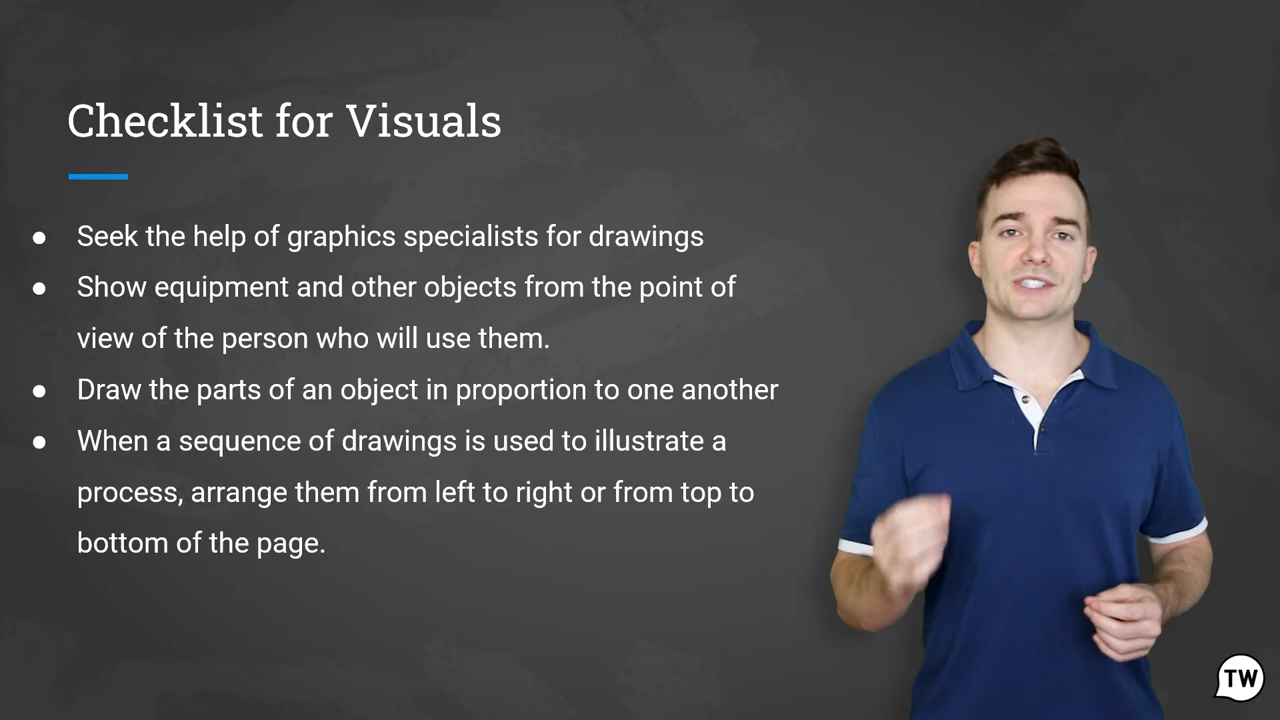 Checklist for Visuals
● Seek the help of graphics specialists for drawings
● Show equipment and other objects from the point of
view of the person who will use them.
● Draw the parts of an object in proportion to one another
● When a sequence of drawings is used to illustrate a
process, arrange them from left to right or from top to
bottom of the page.
TW